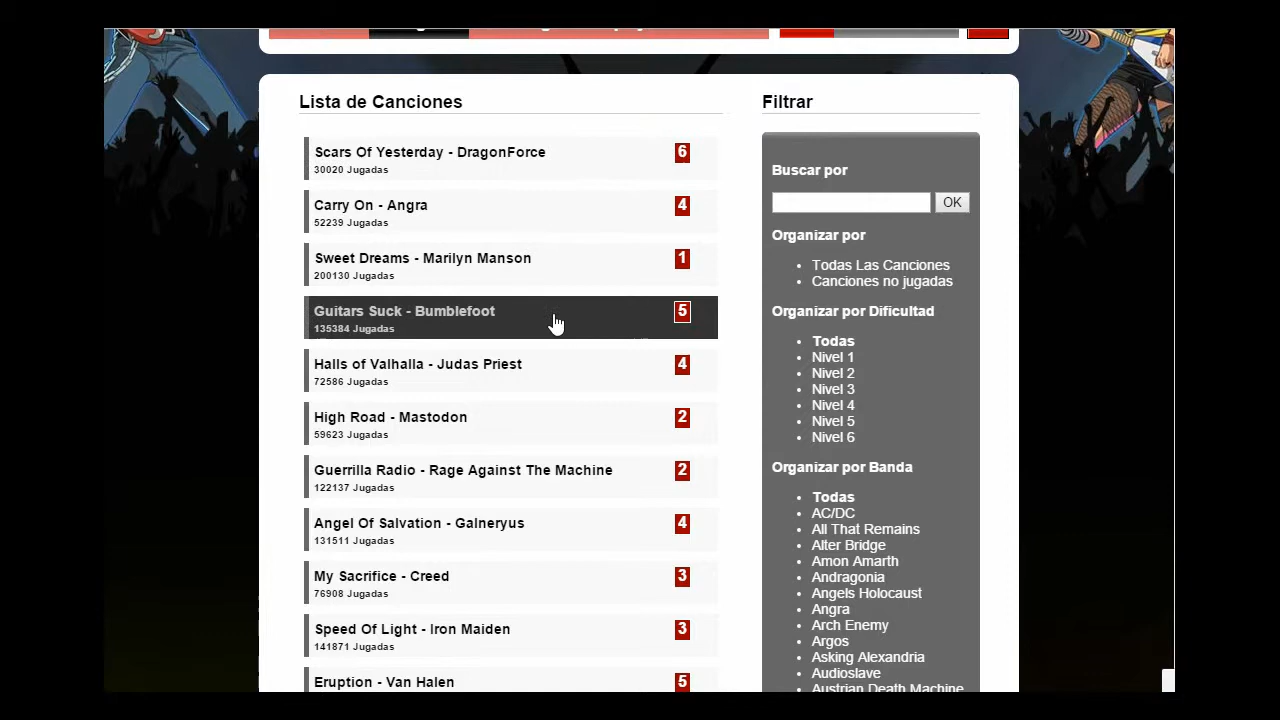 Lista de Canciones
Scars Of Yesterday - DragonForce 6
30020 Jugadas
Carry On - Angra 4
52239 Jugadas
Sweet Dreams - Marilyn Manson 1
200130 Jugadas
Guitars Suck - Bumblefoot 5
135384 Jugadas
Halls of Valhalla - Judas Priest 4
72586 Jugadas
High Road - Mastodon 2
59623 Jugadas
Guerrilla Radio - Rage Against The Machine 2
122137 Jugadas
Angel Of Salvation - Galneryus 4
131511 Jugadas
My Sacrifice - Creed 3
76908 Jugadas
Speed Of Light - Iron Maiden 3
141871 Jugadas
Eruption - Van Halen 5
Filtrar
Buscar por
OK
Organizar por
Todas Las Canciones
Canciones no jugadas
Organizar por Dificultad
Todas
Nivel 1
Nivel 2
Nivel 3
Nivel 4
Nivel 5
Nivel 6
Organizar por Banda
Todas
AC/DC
All That Remains
Alter Bridge
Amon Amarth
Andragonia
Angels Holocaust
Angra
Arch Enemy
Argos
Asking Alexandria
Audioslave
Austrian Death Machine